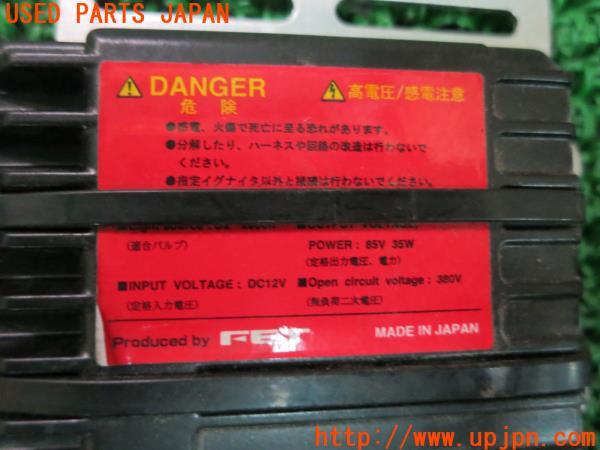 USED PARTS JAPAN
DANGER
危 険
高電圧/感電注意
●感電、火傷で死亡に至る恐れがあります。
●分解したり、ハーネスや回路の改造は行わないで
ください。
●指定イグナイタ以外と接続は行わないでください。
(適合バルブ)
POWER : 85V 35W
(定格出力電圧、電力)
■INPUT VOLTAGE : DC12V
(定格入力電圧)
■Open circuit voltage : 380V
(無負荷二次電圧)
Produced by FET
MADE IN JAPAN
U PARTS
http://www.upjpn.com/